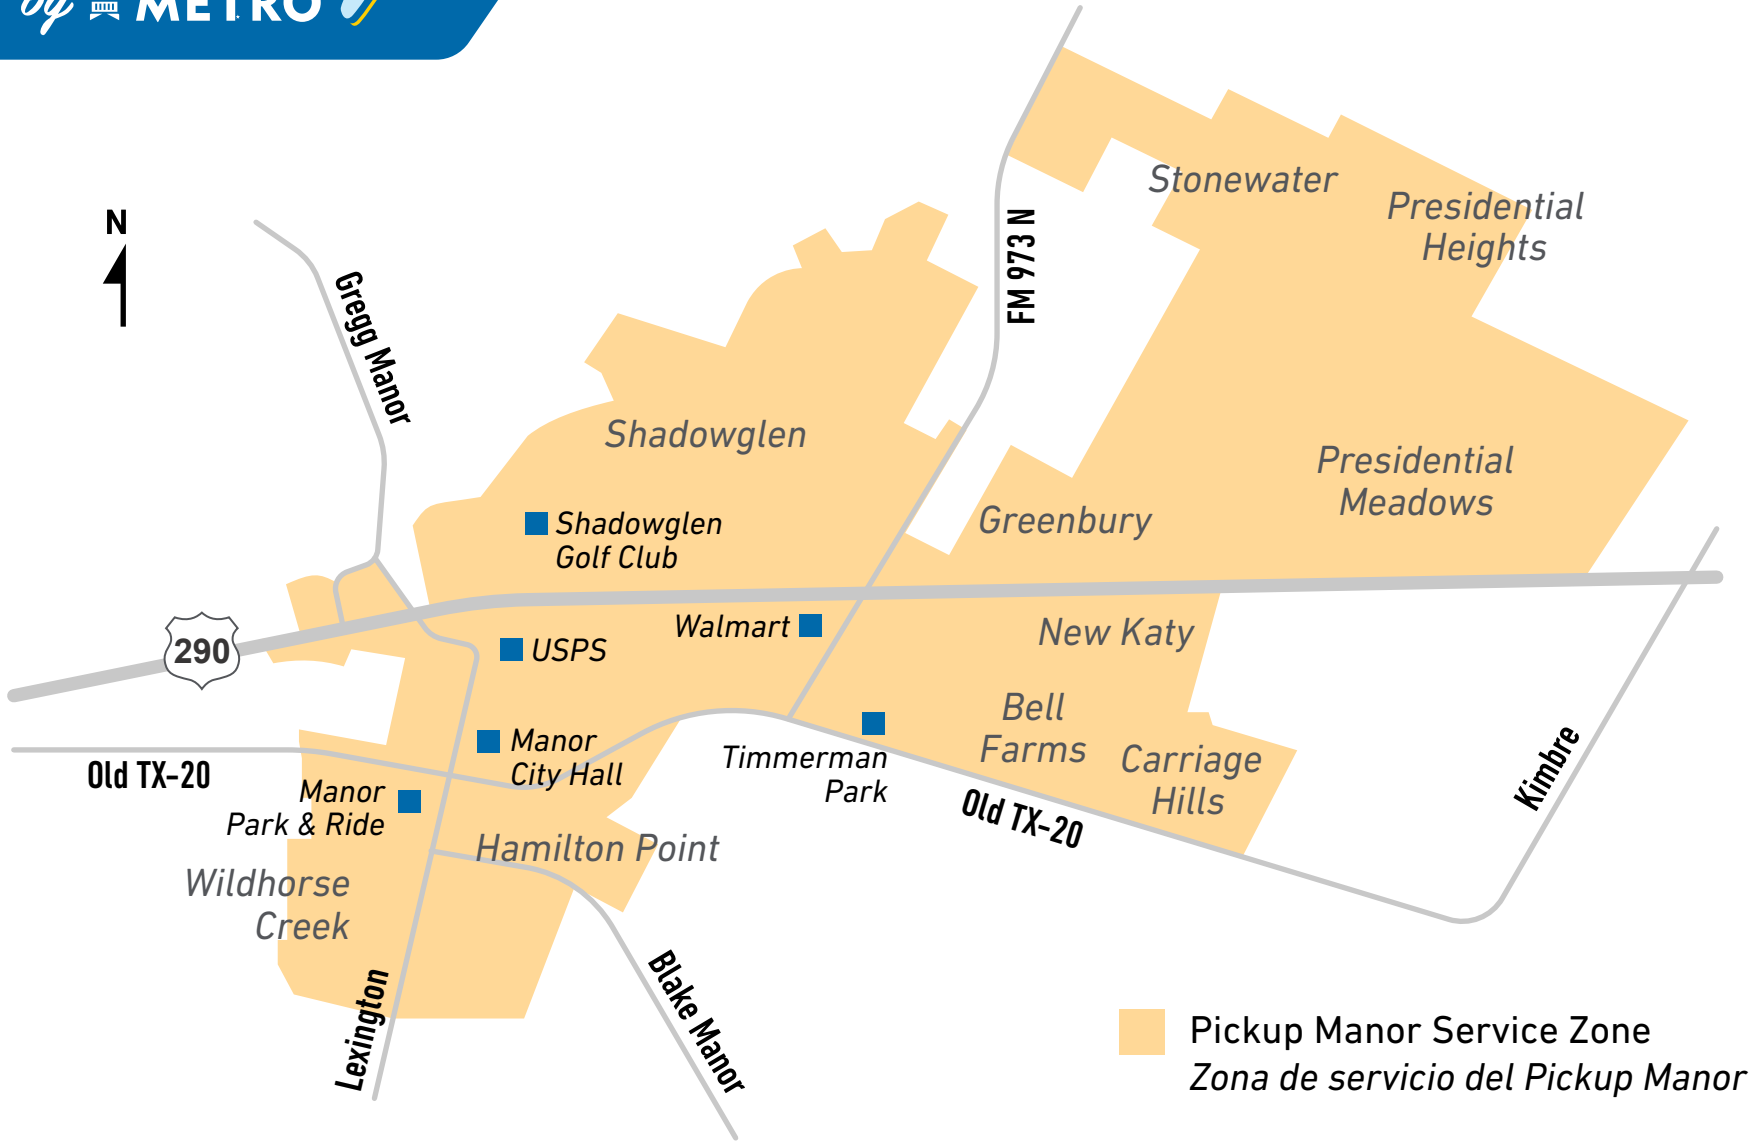 by METRO
N
Gregg Manor
FM 973 N
Stonewater
Presidential
Heights
Shadowglen
Presidential
Meadows
Shadowglen
Golf Club
Greenbury
290
Walmart
USPS
New Katy
Bell
Farms
Manor
City Hall
Timmerman
Park
Carriage
Hills
Kimbre
Old TX-20
Manor
Park & Ride
Old TX-20
Hamilton Point
Wildhorse
Creek
Lexington
Blake Manor
Pickup Manor Service Zone
Zona de servicio del Pickup Manor